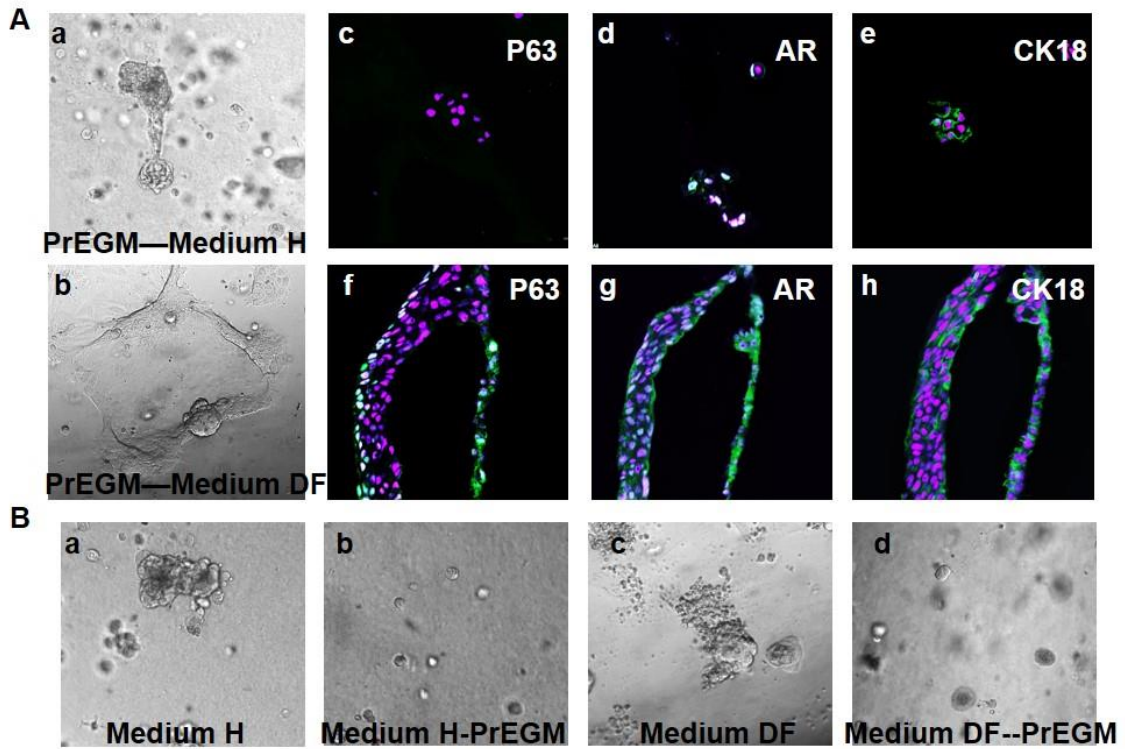 A
a
c
P63
d
AR
e
CK18
PrEGM—Medium H
b
f
P63
g
AR
h
CK18
PrEGM—Medium DF
B
a
b
c
d
Medium H
Medium H-PrEGM
Medium DF
Medium DF--PrEGM